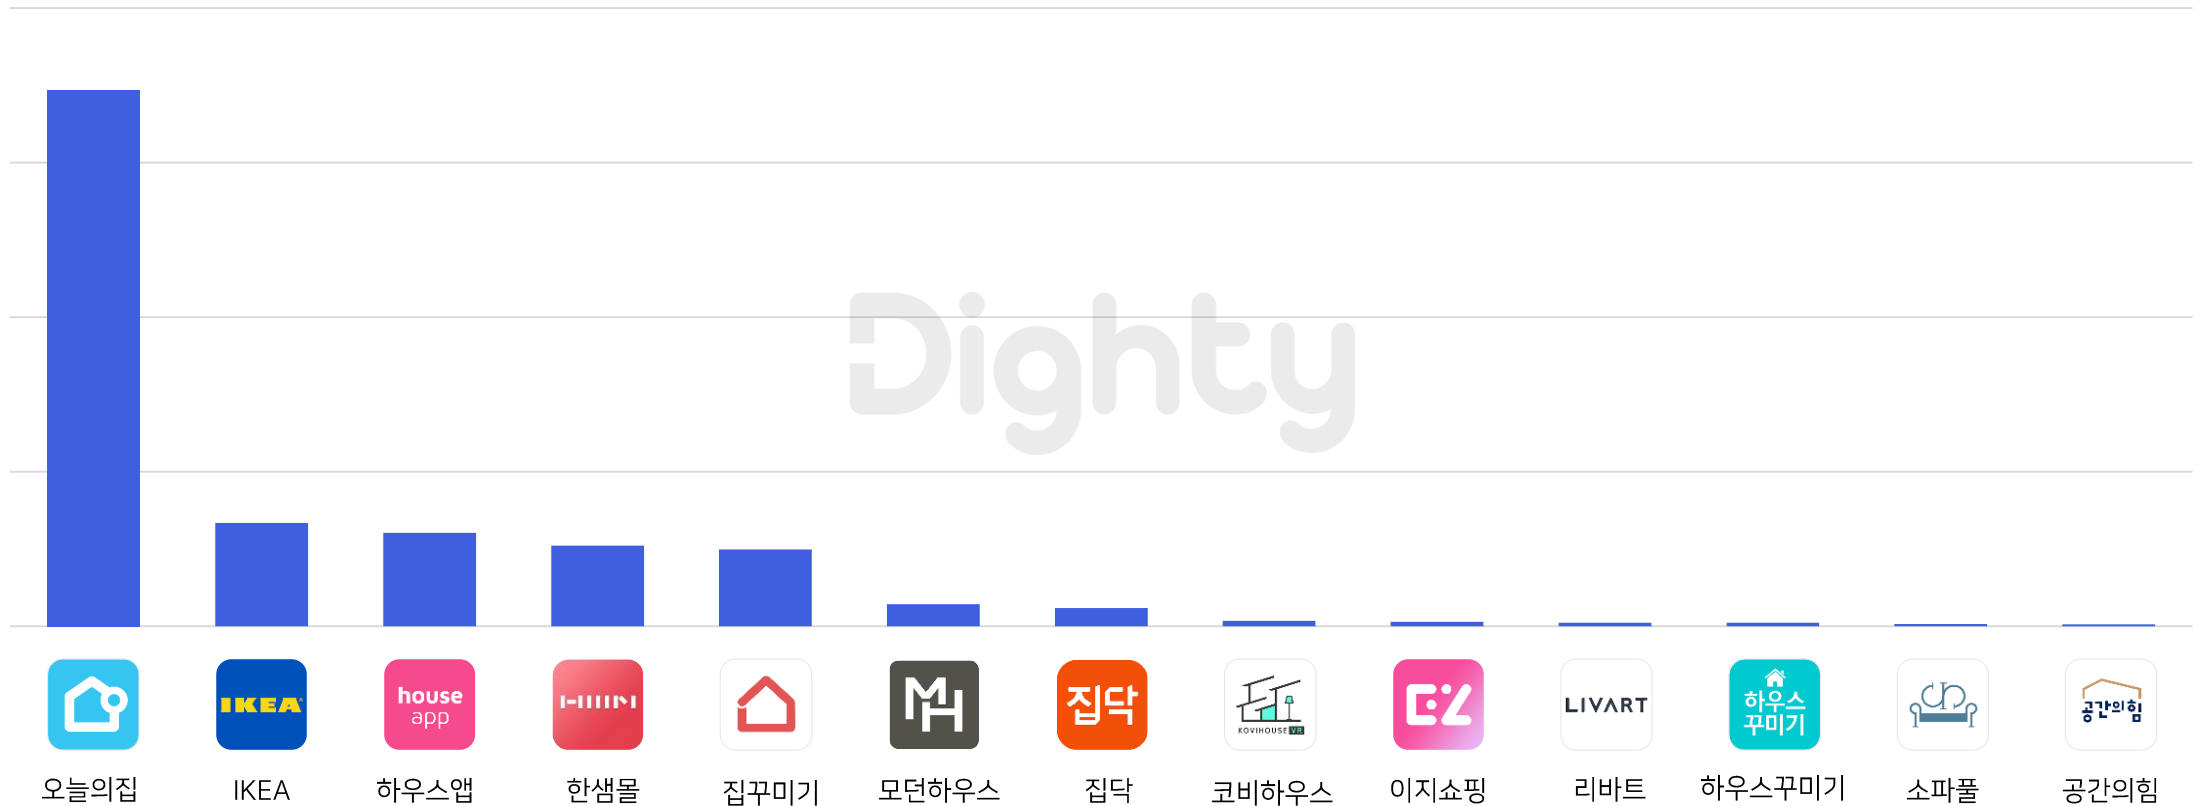 Dighty
IKEA
house
app
MH
집닥
KOVIHOUSE VR
EZ
LIVART
하우스
꾸미기
공간의힘
오늘의집
IKEA
하우스앱
한샘몰
집꾸미기
모던하우스
집닥
코비하우스
이지쇼핑
리바트
하우스꾸미기
소파풀
공간의힘